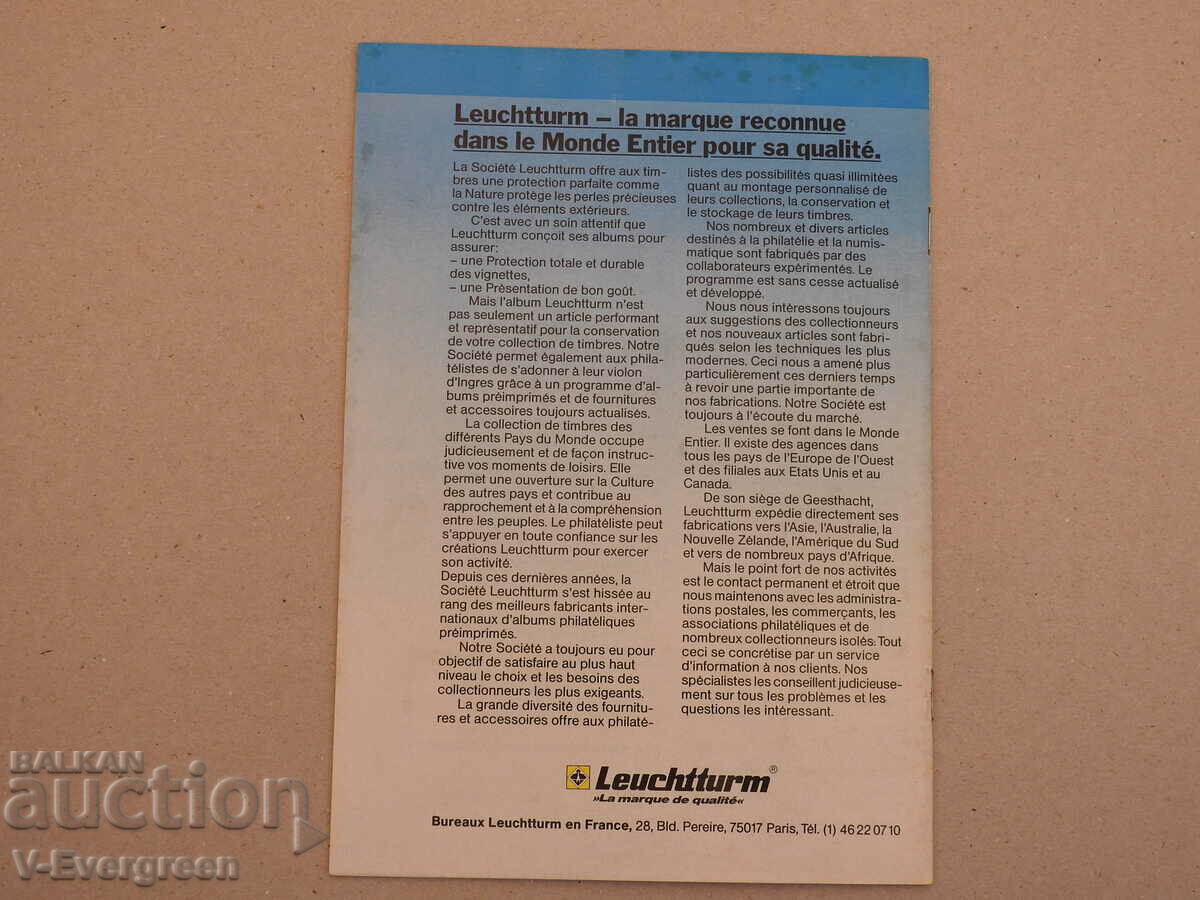 Leuchtturm – la marque reconnue
dans le Monde Entier pour sa qualité.
La Société Leuchtturm offre aux tim-
bres une protection parfaite comme
la Nature protège les perles précieuses
contre les éléments extérieurs.
C'est avec un soin attentif que
Leuchtturm conçoit ses albums pour
assurer:
– une Protection totale et durable
des vignettes,
– une Présentation de bon goût.
Mais l'album Leuchtturm n'est
pas seulement un article performant
et représentatif pour la conservation
de votre collection de timbres. Notre
Société permet également aux phila-
télistes de s'adonner à leur violon
d'Ingres grâce à un programme d'al-
bums préimprimés et de fournitures
et accessoires toujours actualisés.
La collection de timbres des
différents Pays du Monde occupe
judicieusement et de façon instruc-
tive vos moments de loisirs. Elle
permet une ouverture sur la Culture
des autres pays et contribue au
rapprochement et à la compréhension
entre les peuples. Le philatéliste peut
s'appuyer en toute confiance sur les
créations Leuchtturm pour exercer
son activité.
Depuis ces dernières années, la
Société Leuchtturm s'est hissée au
rang des meilleurs fabricants inter-
nationaux d'albums philatéliques
préimprimés.
Notre Société a toujours eu pour
objectif de satisfaire au plus haut
niveau le choix et les besoins des
collectionneurs les plus exigeants.
La grande diversité des fournitu-
res et accessoires offre aux philaté-
listes des possibilités quasi illimitées
quant au montage personnalisé de
leurs collections, la conservation et
le stockage de leurs timbres.
Nos nombreux et divers articles
destinés à la philatélie et la numis-
matique sont fabriqués par des
collaborateurs expérimentés. Le
programme est sans cesse actualisé
et développé.
Nous nous intéressons toujours
aux suggestions des collectionneurs
et nos nouveaux articles sont fabri-
qués selon les techniques les plus
modernes. Ceci nous a amené plus
particulièrement ces derniers temps
à revoir une partie importante de
nos fabrications. Notre Société est
toujours à l'écoute du marché.
Les ventes se font dans le Monde
Entier. Il existe des agences dans
tous les pays de l'Europe de l'Ouest
et des filiales aux Etats Unis et au
Canada.
De son siège de Geesthacht,
Leuchtturm expédie directement ses
fabrications vers l'Asie, l'Australie, la
Nouvelle Zélande, l'Amérique du Sud
et vers de nombreux pays d'Afrique.
Mais le point fort de nos activités
est le contact permanent et étroit que
nous maintenons avec les administra-
tions postales, les commerçants, les
associations philatéliques et de
nombreux collectionneurs isolés: Tout
ceci se concrétise par un service
d'information à nos clients. Nos
spécialistes les conseillent judicieuse-
ment sur tous les problèmes et les
questions les intéressant.
Leuchtturm®
»La marque de qualité«
Bureaux Leuchtturm en France, 28, Bld. Pereire, 75017 Paris, Tél. (1) 46 22 07 10
BALKAN
auction
V-Evergreen